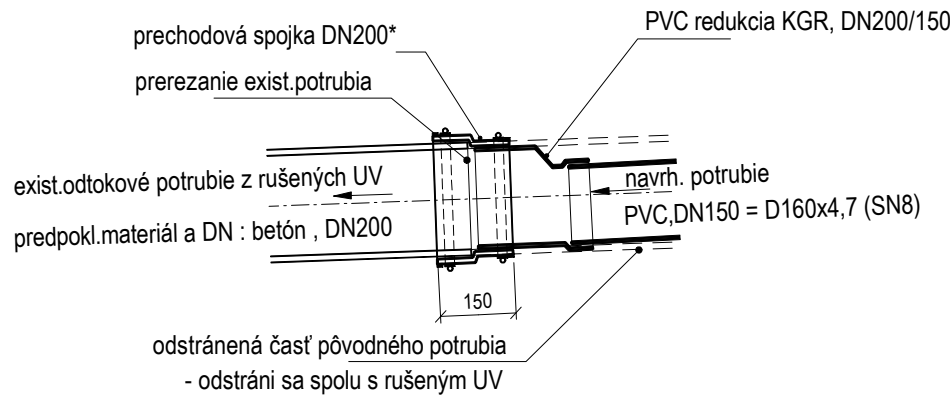 prechodová spojka DN200*
PVC redukcia KGR, DN200/150
prerezanie exist.potrubia
exist.odtokové potrubie z rušených UV
navrh. potrubie
predpokl.materiál a DN : betón , DN200
PVC,DN150 = D160x4,7 (SN8)
150
odstránená časť pôvodného potrubia
- odstráni sa spolu s rušeným UV